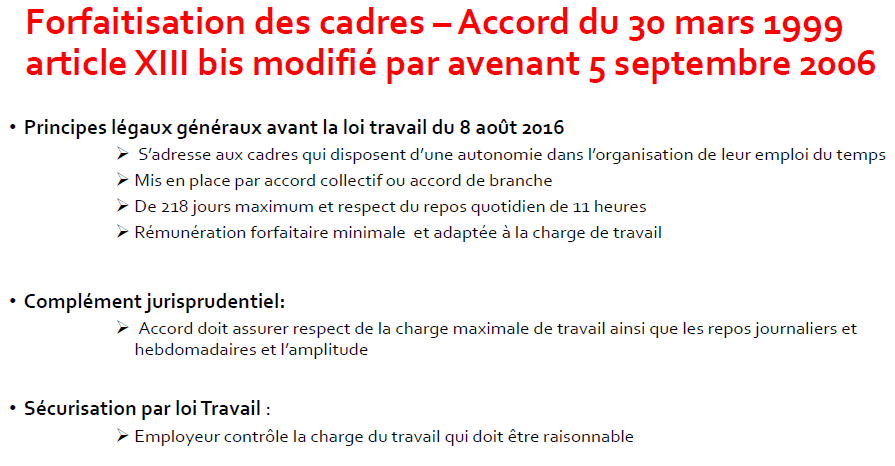 Forfaitisation des cadres – Accord du 30 mars 1999
article XIII bis modifié par avenant 5 septembre 2006
• Principes légaux généraux avant la loi travail du 8 août 2016
➢ S'adresse aux cadres qui disposent d'une autonomie dans l'organisation de leur emploi du temps
➢ Mis en place par accord collectif ou accord de branche
➢ De 218 jours maximum et respect du repos quotidien de 11 heures
➢ Rémunération forfaitaire minimale et adaptée à la charge de travail
• Complément jurisprudentiel:
➢ Accord doit assurer respect de la charge maximale de travail ainsi que les repos journaliers et
hebdomadaires et l'amplitude
• Sécurisation par loi Travail :
➢ Employeur contrôle la charge du travail qui doit être raisonnable